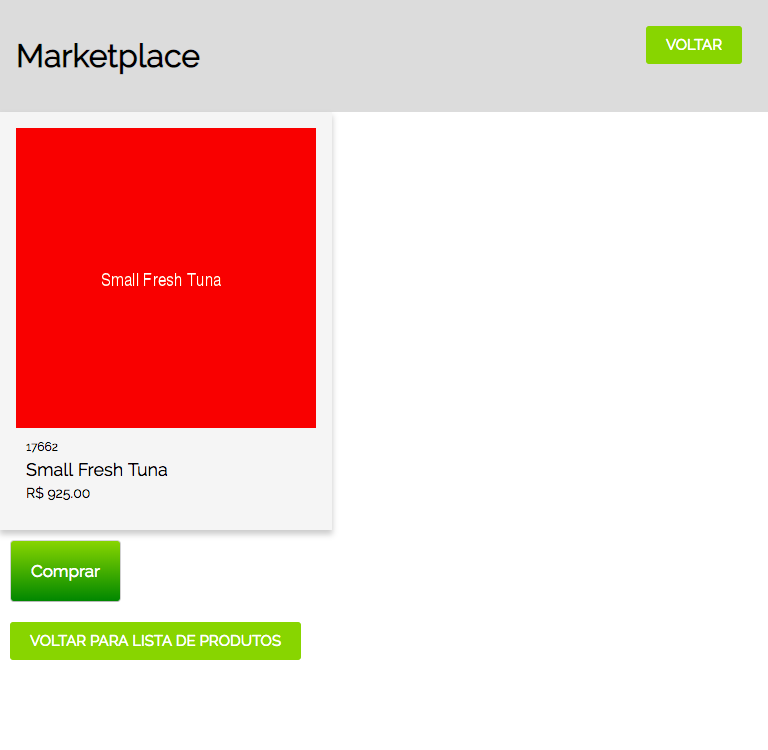 Marketplace
VOLTAR
Small Fresh Tuna
17662
Small Fresh Tuna
R$ 925.00
Comprar
VOLTAR PARA LISTA DE PRODUTOS